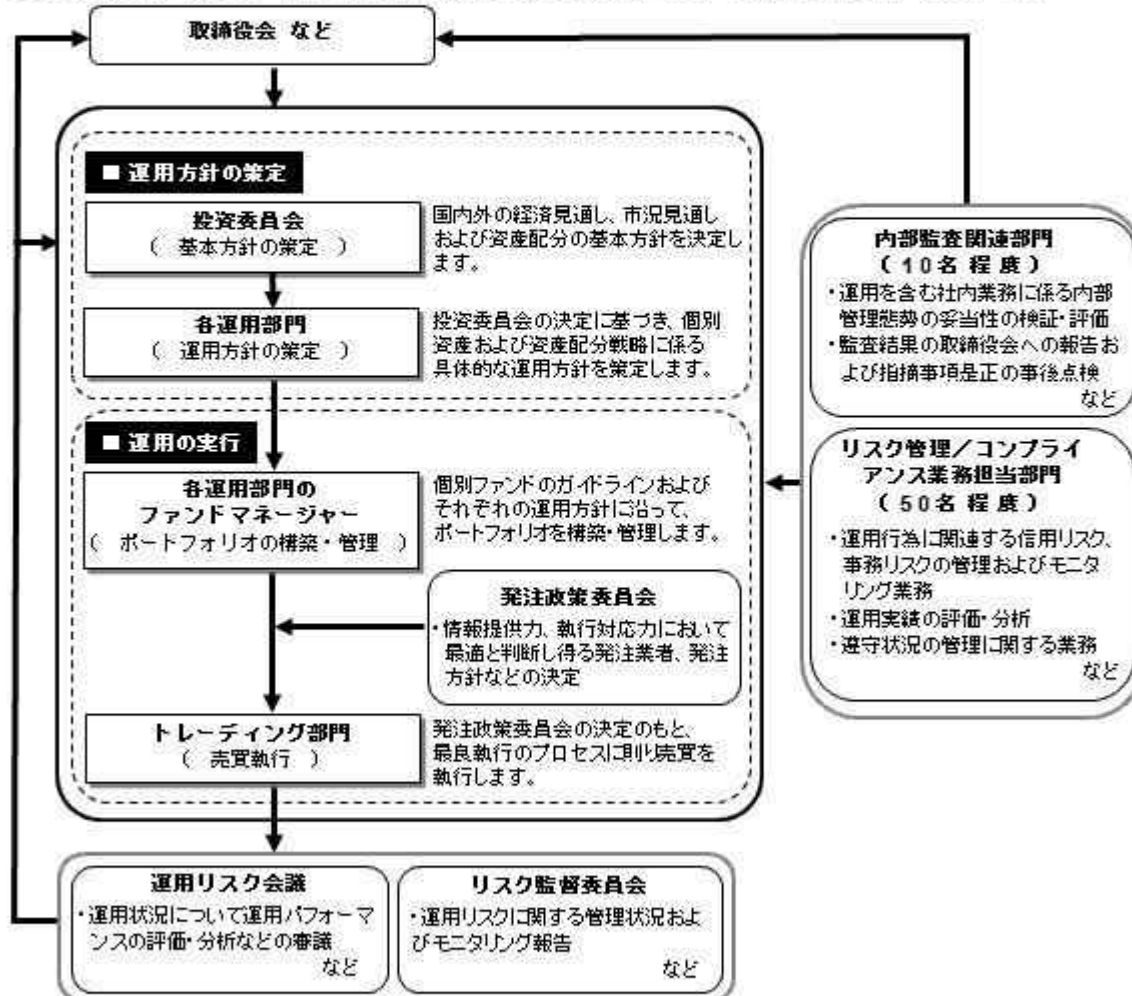 取締役会 など
■ 運用方針の策定
投資委員会
( 基本方針の策定 )
国内外の経済見通し、市況見通し
および資産配分の基本方針を決定し
ます。
各運用部門
( 運用方針の策定 )
投資委員会の決定に基づき、個別
資産および資産配分戦略に係る
具体的な運用方針を策定します。
■ 運用の実行
各運用部門の
ファンドマネージャー
( ポートフォリオの構築・管理 )
個別ファンドのガイドラインおよび
それぞれの運用方針に沿って、
ポートフォリオを構築・管理します。
発注政策委員会
・情報提供力、執行対応力において
最適と判断し得る発注業者、発注
方針などの決定
トレーディング部門
( 売買執行 )
発注政策委員会の決定のもと、
最良執行のプロセスに則り売買を
執行します。
内部監査関連部門
( 10名 程 度 )
・運用を含む社内業務に係る内部
管理態勢の妥当性の検証・評価
・監査結果の取締役会への報告お
よび指摘事項是正の事後点検
など
リスク管理/コンプライ
アンス業務担当部門
( 50名 程 度 )
・運用行為に関連する信用リスク、
事務リスクの管理およびモニタ
リング業務
・運用実績の評価・分析
・遵守状況の管理に関する業務
など
運用リスク会議
・運用状況について運用パフォーマ
ンスの評価・分析などの審議
など
リスク監督委員会
・運用リスクに関する管理状況およ
びモニタリング報告
など